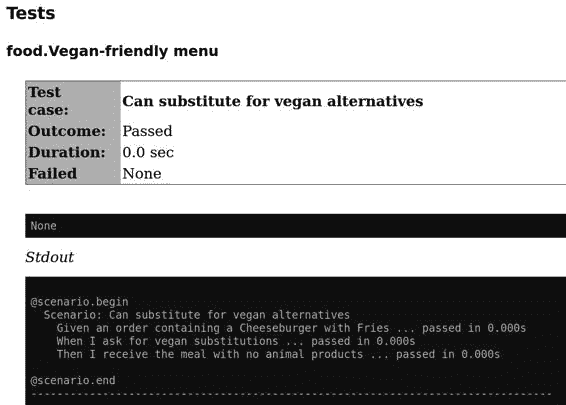 Tests
food.Vegan-friendly menu
Test case: Can substitute for vegan alternatives
Outcome: Passed
Duration: 0.0 sec
Failed None
None
Stdout
@scenario.begin
Scenario: Can substitute for vegan alternatives
Given an order containing a Cheeseburger with Fries ... passed in 0.000s
When I ask for vegan substitutions ... passed in 0.000s
Then I receive the meal with no animal products ... passed in 0.000s
@scenario.end
--------------------------------------------------------------------------------